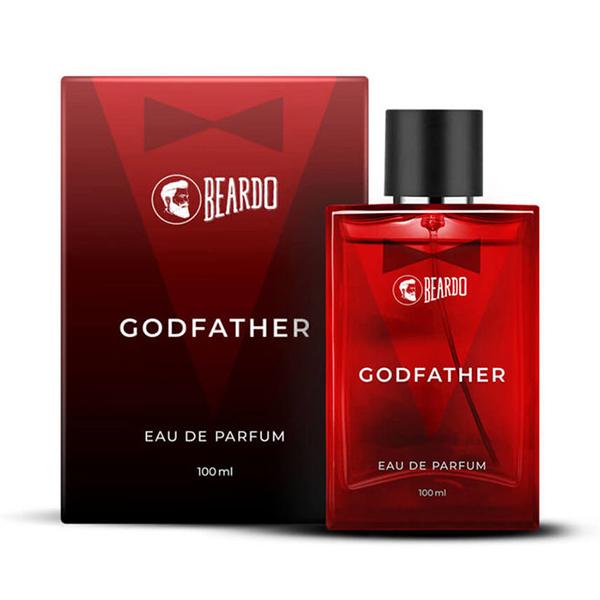 BEARDO
GODFATHER
EAU DE PARFUM
100 ml
BEARDO
GODFATHER
EAU DE PARFUM
100 ml